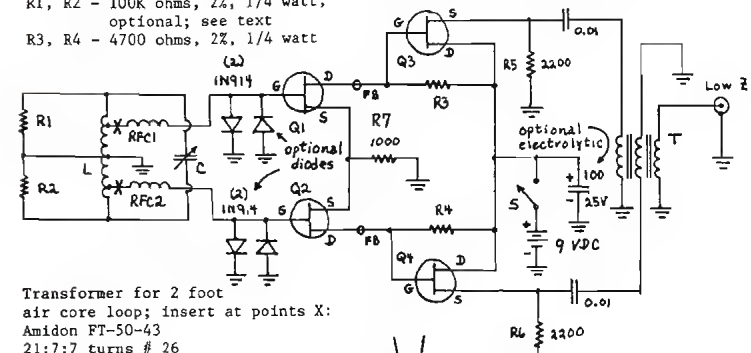 R1, R2 - 100K ohms, 2%, 1/4 watt,
optional; see text
R3, R4 - 4700 ohms, 2%, 1/4 watt
S
G
D
Q3
0.01
R5
2200
(2)
1N914
G
D
S
Q1
FB
R3
R7
1000
Low Z
R1
X
RFC1
L
C
R2
X
RFC2
optional
diodes
optional
electrolytic
T
+
100
-
25V
S
(2)
1N914
Q2
G
S
D
FB
R4
+
9 VDC
-
Q4
G
D
S
0.01
R6
2200
Transformer for 2 foot
air core loop; insert at points X:
Amidon FT-50-43
21:7:7 turns # 26